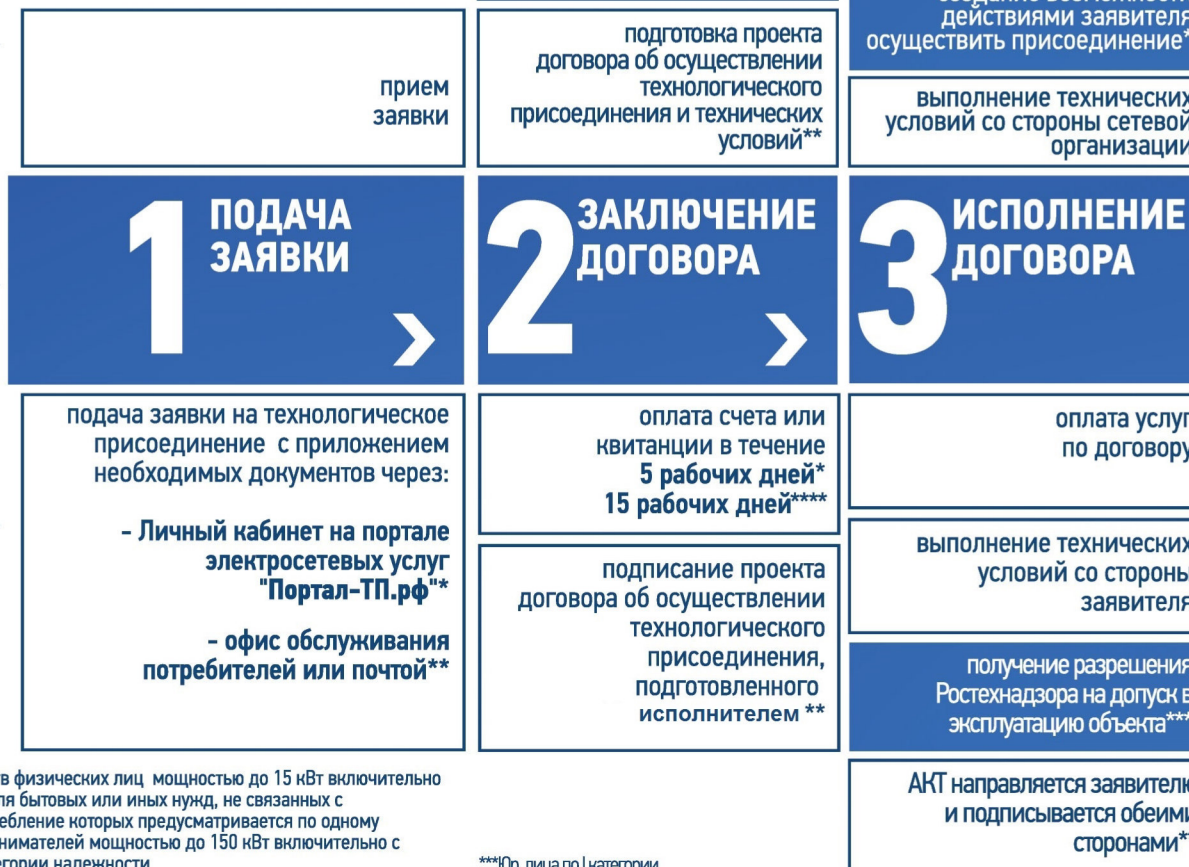 прием
заявки
подготовка проекта
договора об осуществлении
технологического
присоединения и технических
условий**
действиями заявителя
осуществить присоединение*
выполнение технических
условий со стороны сетевой
организации
1 ПОДАЧА
ЗАЯВКИ
2 ЗАКЛЮЧЕНИЕ
ДОГОВОРА
3 ИСПОЛНЕНИЕ
ДОГОВОРА
подача заявки на технологическое
присоединение с приложением
необходимых документов через:
- Личный кабинет на портале
электросетевых услуг
"Портал-ТП.рф"*
- офис обслуживания
потребителей или почтой**
оплата счета или
квитанции в течение
5 рабочих дней*
15 рабочих дней****
подписание проекта
договора об осуществлении
технологического
присоединения,
подготовленного
исполнителем **
оплата услуг
по договору
выполнение технических
условий со стороны
заявителя
получение разрешения
Ростехнадзора на допуск в
эксплуатацию объекта***
АКТ направляется заявителю
и подписывается обеими
сторонами**
в физических лиц мощностью до 15 кВт включительно
ля бытовых или иных нужд, не связанных с
ебление которых предусматривается по одному
нимателей мощностью до 150 кВт включительно с
егории надежности
***Юр. лица по I категории